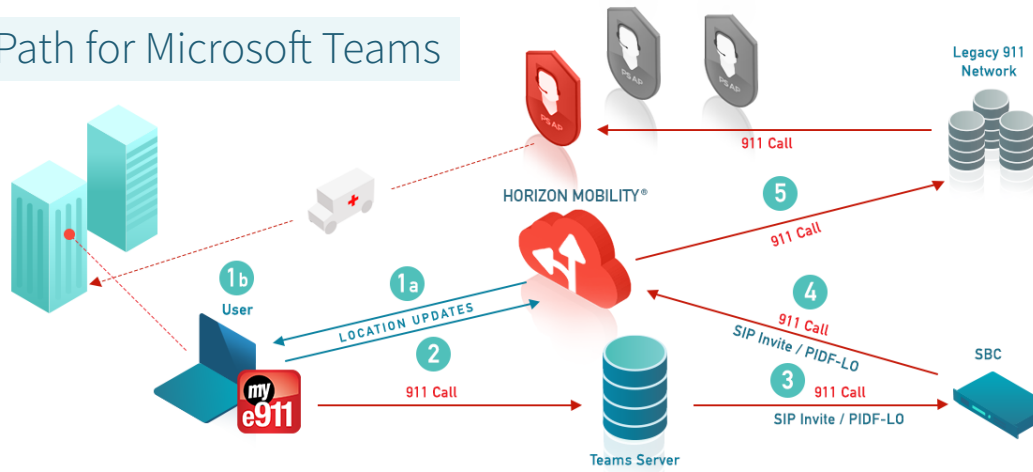 Path for Microsoft Teams
PSAP
PSAP
PSAP
Legacy 911
Network
911 Call
HORIZON MOBILITY®
5
911 Call
1b
User
1a
LOCATION UPDATES
4
911 Call
SIP Invite / PIDF-LO
2
my
e911
911 Call
3
911 Call
SIP Invite / PIDF-LO
SBC
Teams Server